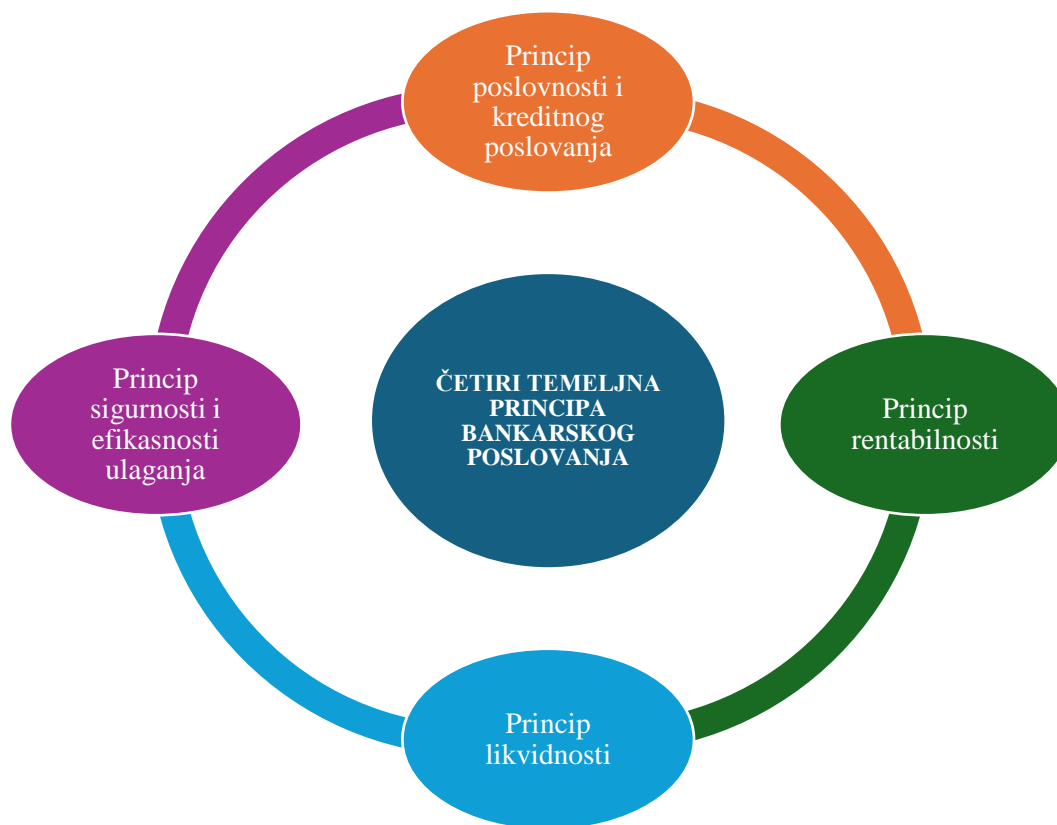 Princip
poslovnosti i
kreditnog
poslovanja
Princip
sigurnosti i
efikasnosti
ulaganja
ČETIRI TEMELJNA
PRINCIPA
BANKARSKOG
POSLOVANJA
Princip
rentabilnosti
Princip
likvidnosti